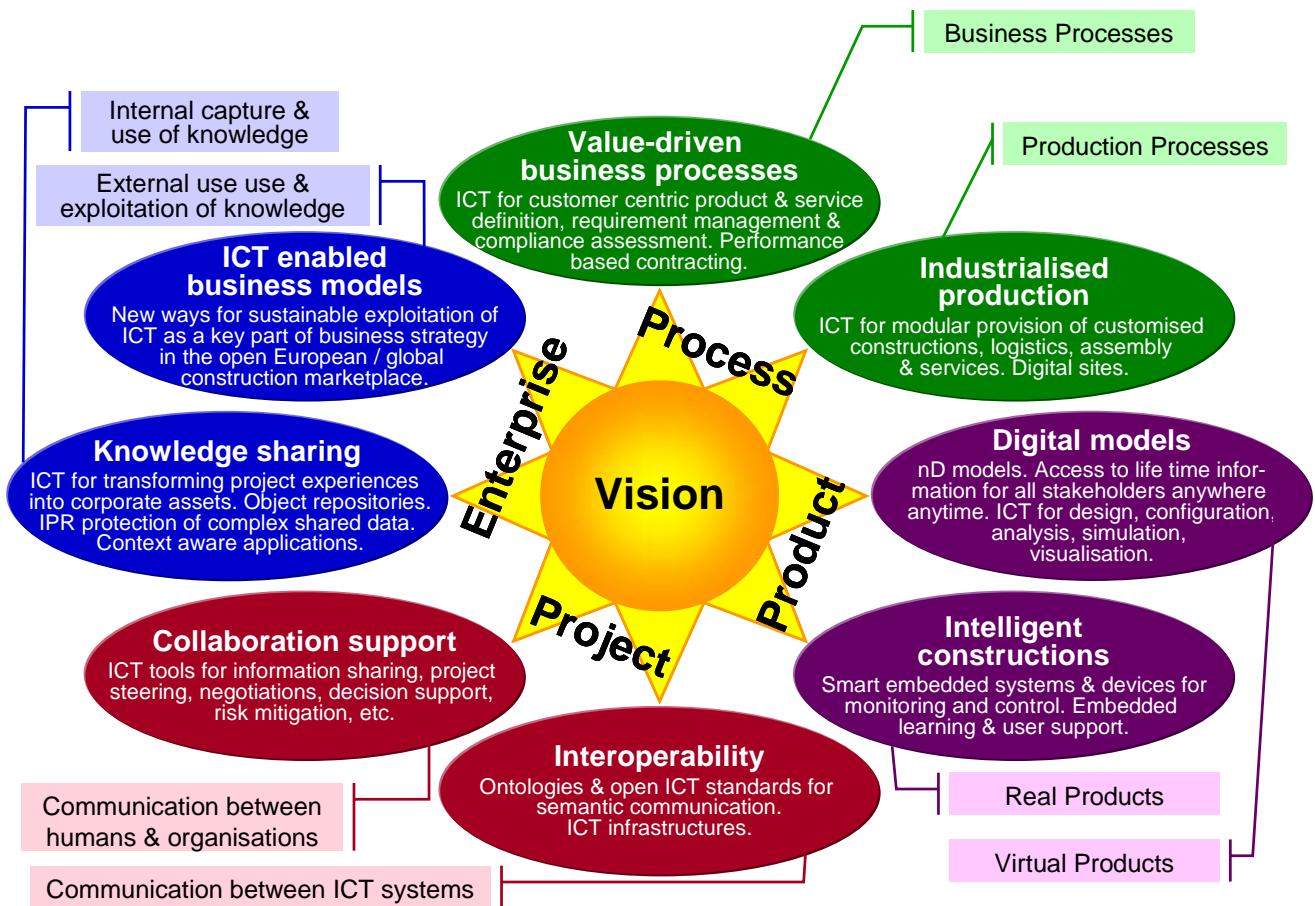 Business Processes
Internal capture &
use of knowledge
Production Processes
External use use &
exploitation of knowledge
Value-driven
business processes
ICT for customer centric product & service
definition, requirement management &
compliance assessment. Performance
based contracting.
ICT enabled
business models
New ways for sustainable exploitation of
ICT as a key part of business strategy
in the open European / global
construction marketplace.
Industrialised
production
ICT for modular provision of customised
constructions, logistics, assembly
& services. Digital sites.
Process
Enterprise
Vision
Product
Project
Knowledge sharing
ICT for transforming project experiences
into corporate assets. Object repositories.
IPR protection of complex shared data.
Context aware applications.
Digital models
nD models. Access to life time infor-
mation for all stakeholders anywhere
anytime. ICT for design, configuration,
analysis, simulation,
visualisation.
Collaboration support
ICT tools for information sharing, project
steering, negotiations, decision support,
risk mitigation, etc.
Intelligent
constructions
Smart embedded systems & devices for
monitoring and control. Embedded
learning & user support.
Interoperability
Ontologies & open ICT standards for
semantic communication.
ICT infrastructures.
Communication between
humans & organisations
Real Products
Virtual Products
Communication between ICT systems